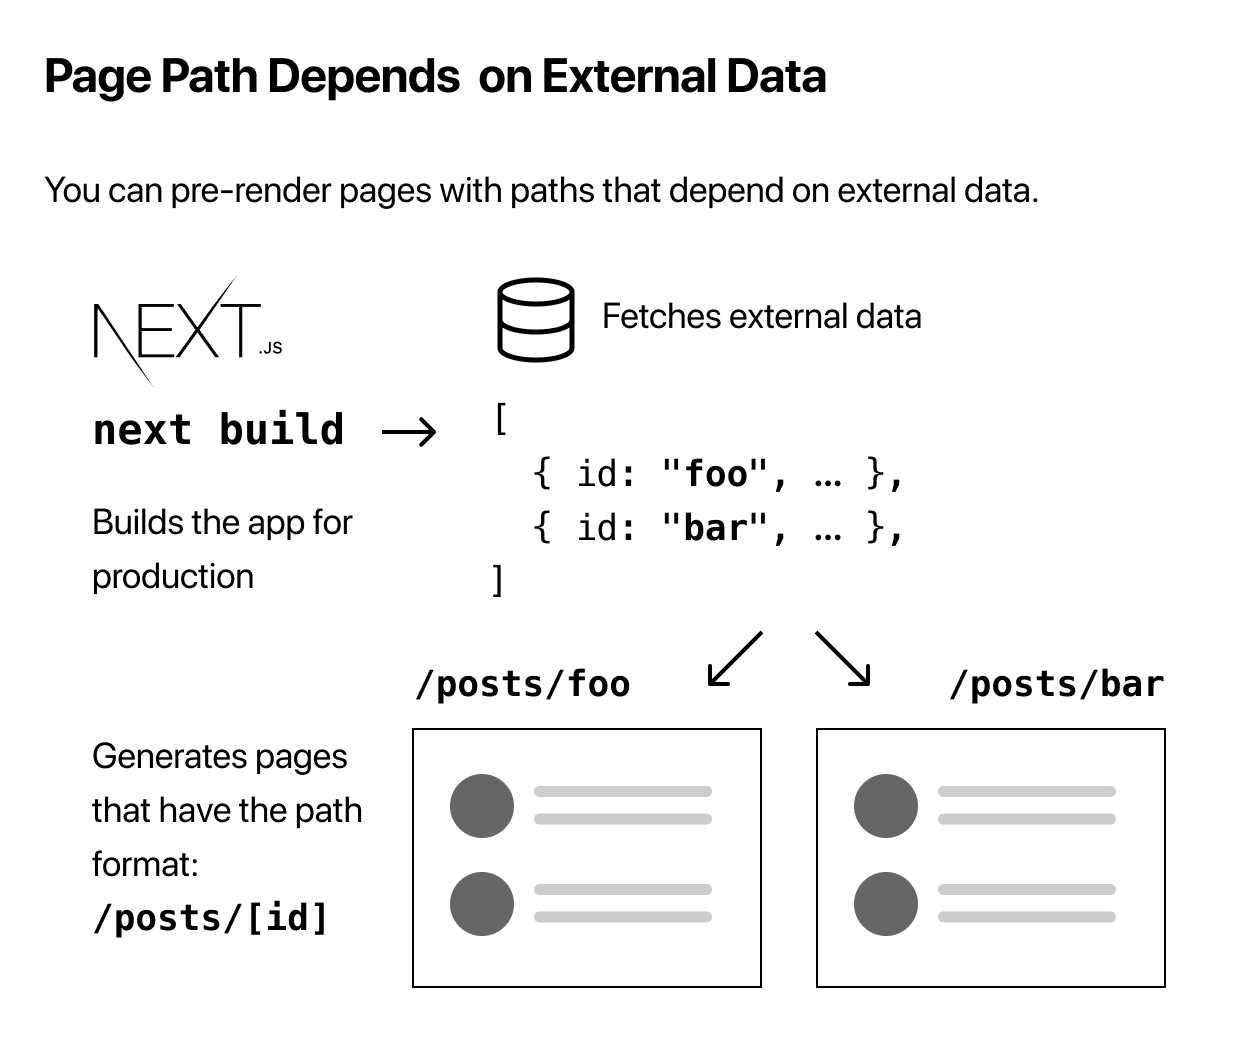 Page Path Depends on External Data
You can pre-render pages with paths that depend on external data.
NEXT.JS
Fetches external data
next build
[
{ id: "foo", … },
{ id: "bar", … },
]
Builds the app for
production
/posts/foo
/posts/bar
Generates pages
that have the path
format:
/posts/[id]